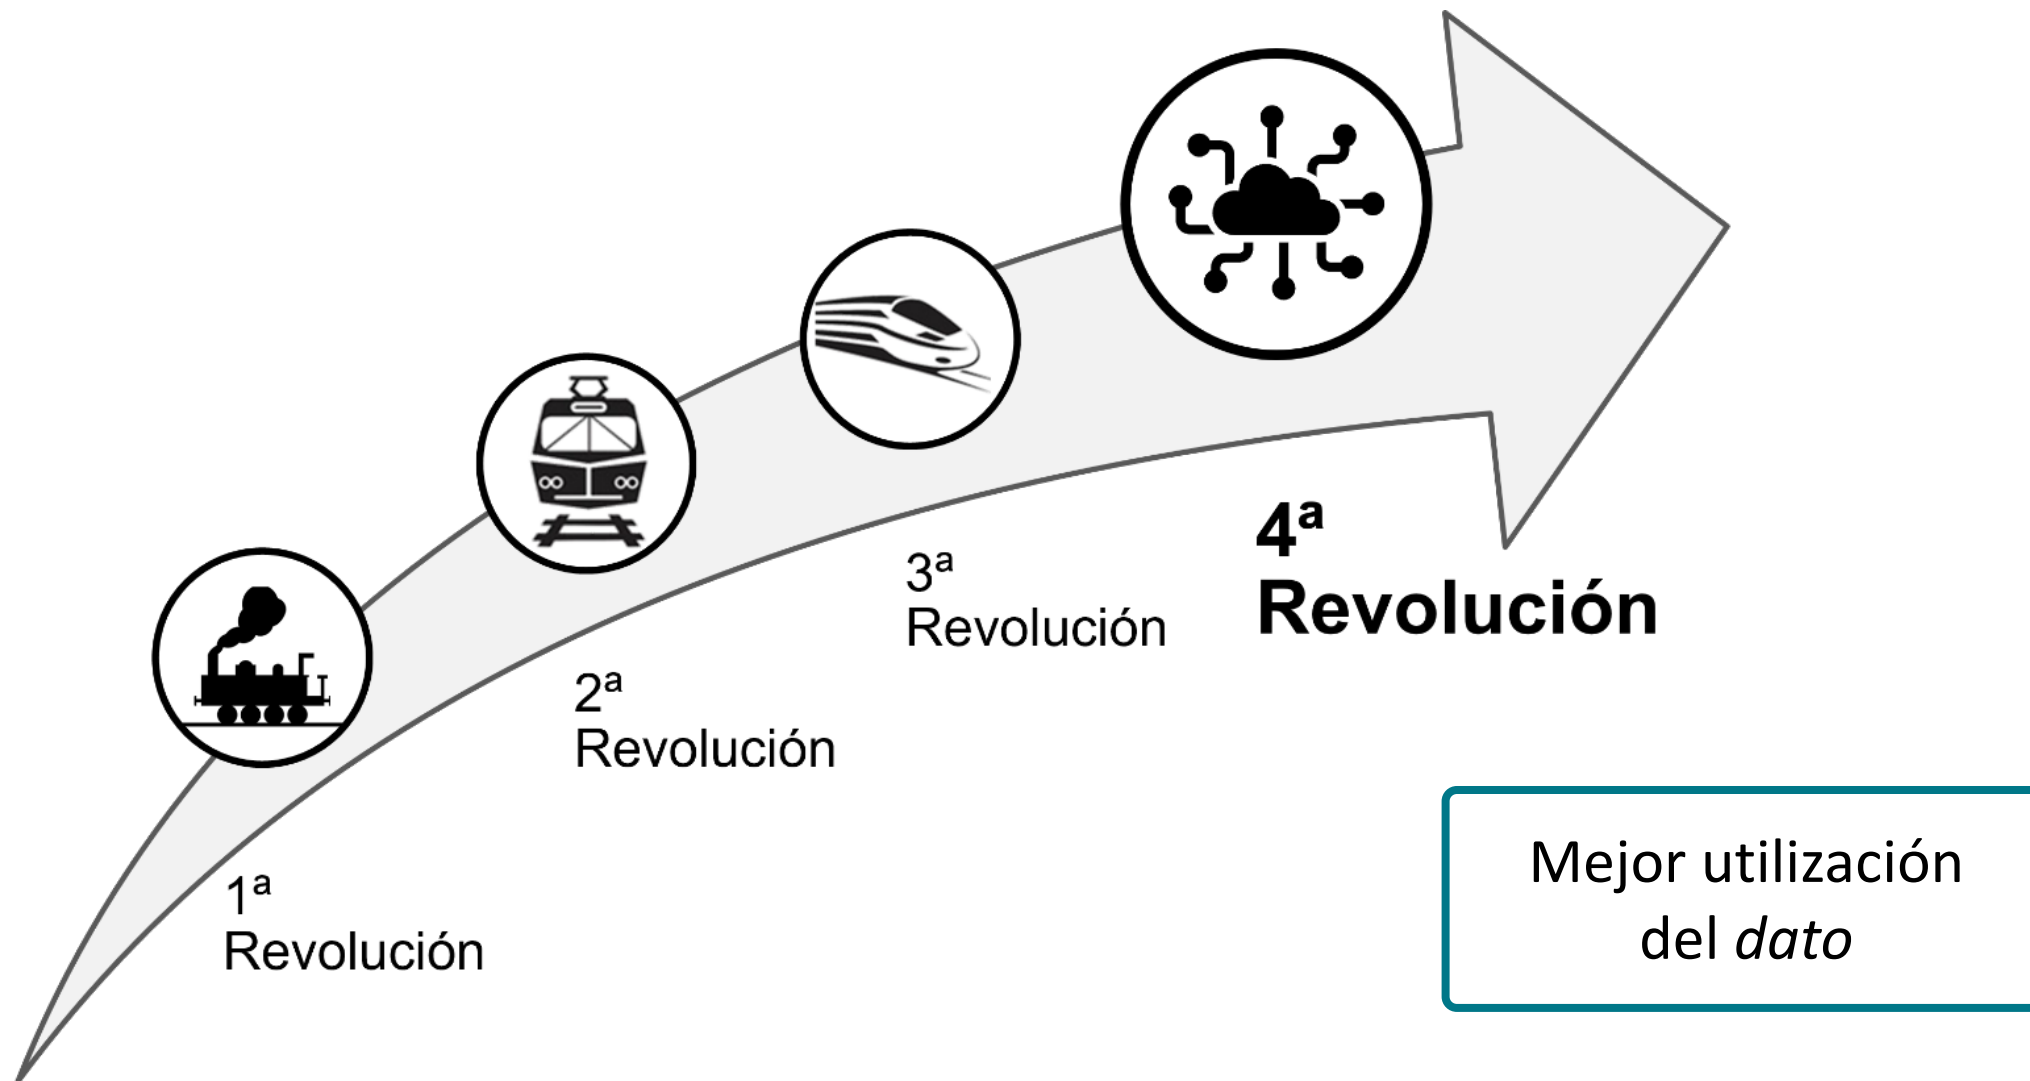 1ª
Revolución
2ª
Revolución
3ª
Revolución
4ª
Revolución
Mejor utilización
del dato